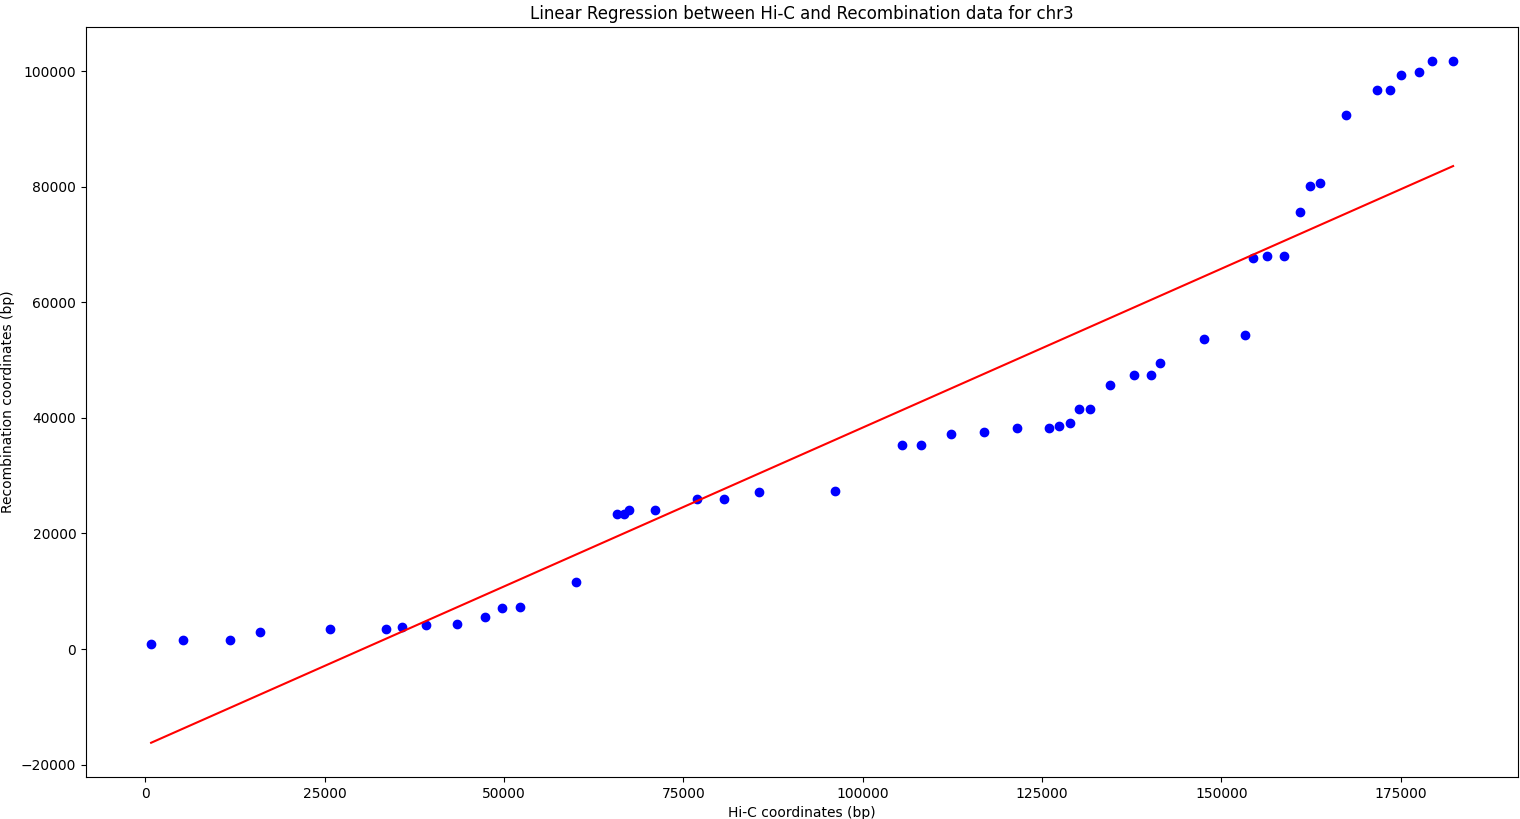 Linear Regression between Hi-C and Recombination data for chr3
Recombination coordinates (bp)
100000
80000
60000
40000
20000
0
−20000
0 25000 50000 75000 100000 125000 150000 175000
Hi-C coordinates (bp)